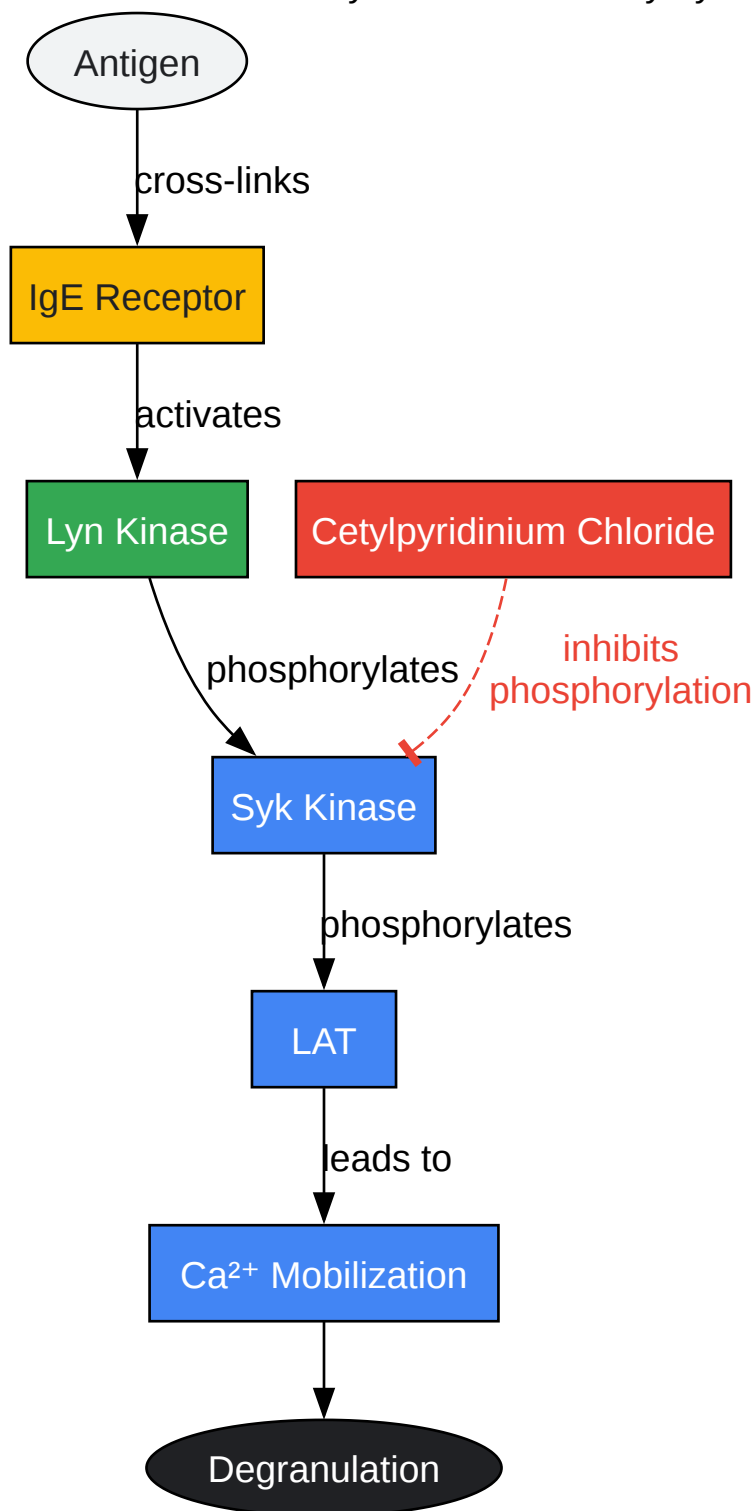 Antigen
cross-links
IgE Receptor
activates
Lyn Kinase
Cetylpyridinium Chloride
phosphorylates
inhibits
phosphorylation
Syk Kinase
phosphorylates
LAT
leads to
Ca²⁺ Mobilization
Degranulation